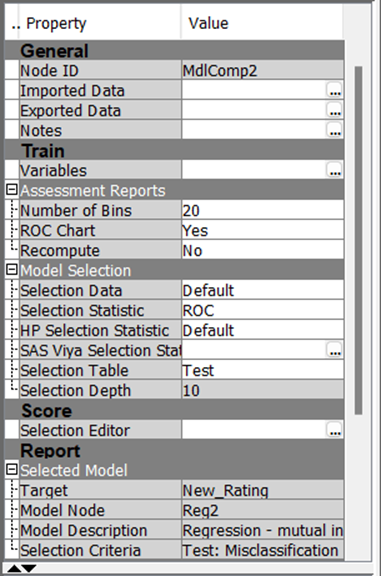 .. Property Value
General
Node ID MdlComp2
Imported Data ...
Exported Data ...
Notes ...
Train
Variables ...
Assessment Reports
Number of Bins 20
ROC Chart Yes
Recompute No
Model Selection
Selection Data Default
Selection Statistic ROC
HP Selection Statistic Default
SAS Viya Selection Stat ...
Selection Table Test
Selection Depth 10
Score
Selection Editor ...
Report
Selected Model
Target New_Rating
Model Node Reg2
Model Description Regression - mutual in
Selection Criteria Test: Misclassification